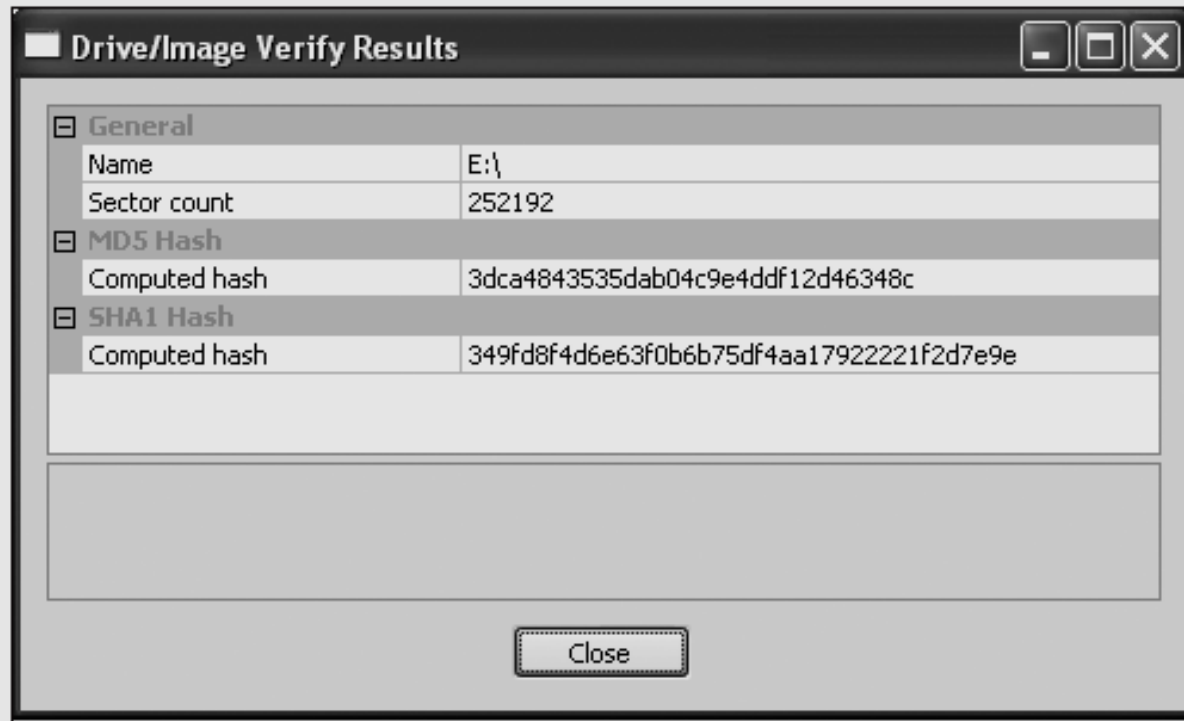 Drive/Image Verify Results
General
Name E:\
Sector count 252192
MD5 Hash
Computed hash 3dca4843535dab04c9e4ddf12d46348c
SHA1 Hash
Computed hash 349fd8f4d6e63f0b6b75df4aa17922221f2d7e9e
Close